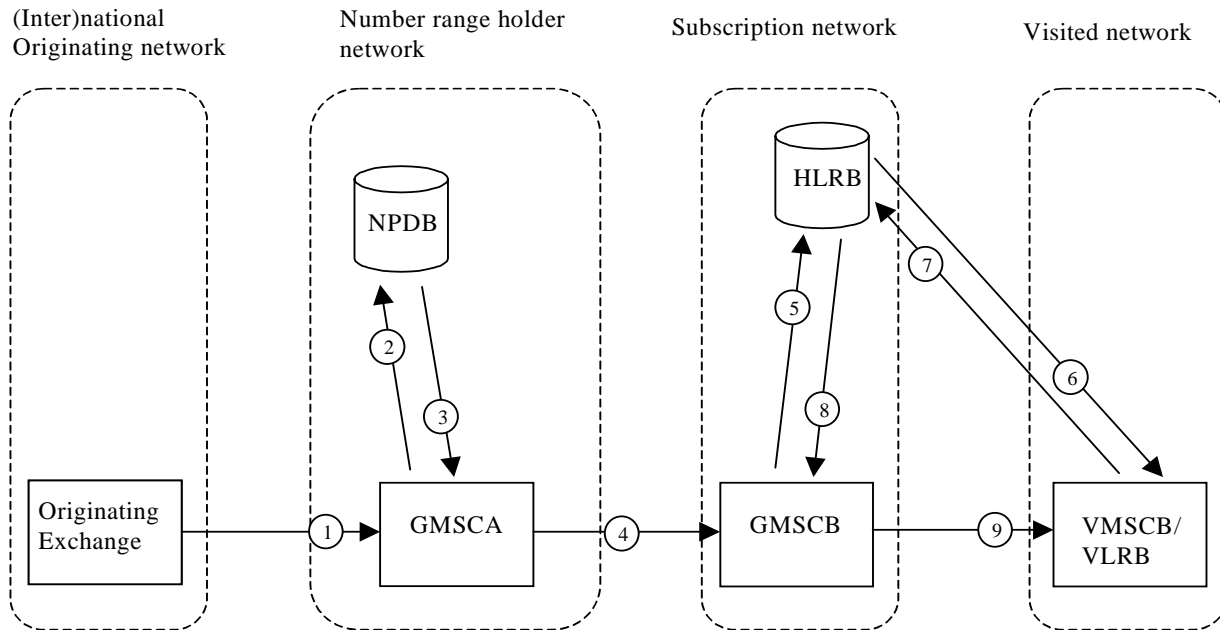 (Inter)national
Originating network
Number range holder
network
Subscription network
Visited network
NPDB
HLRB
2
3
5
8
7
6
Originating
Exchange
1
GMSCA
4
GMSCB
9
VMSCB/
VLRB